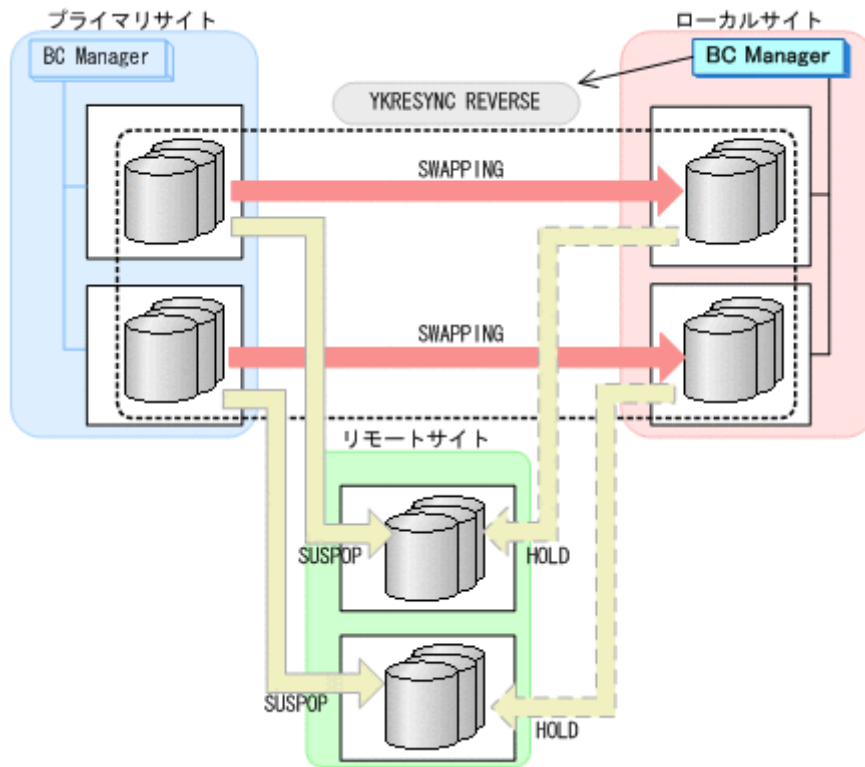 プライマリサイト
ローカルサイト
BC Manager
BC Manager
YKRESYNC REVERSE
SWAPPING
SWAPPING
リモートサイト
SUSPOP
HOLD
SUSPOP
HOLD